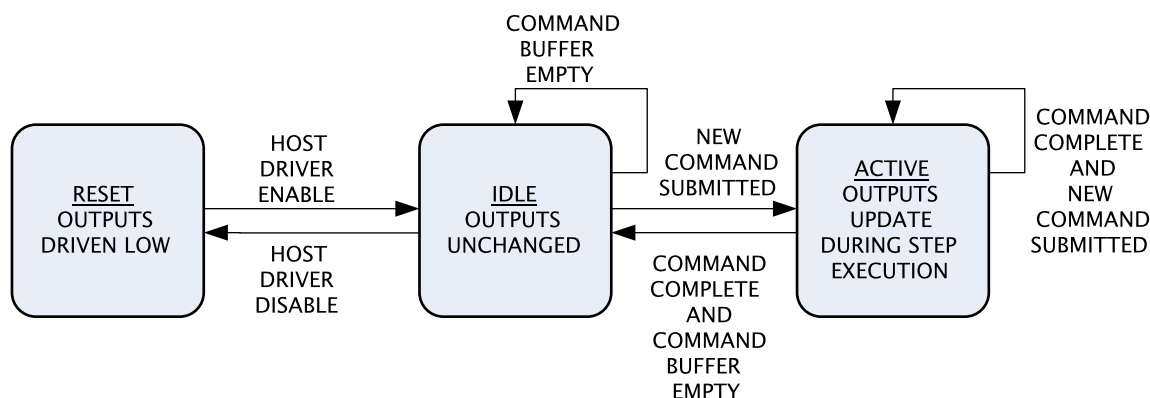 COMMAND
BUFFER
EMPTY
RESET
OUTPUTS
DRIVEN LOW
HOST
DRIVER
ENABLE
HOST
DRIVER
DISABLE
IDLE
OUTPUTS
UNCHANGED
NEW
COMMAND
SUBMITTED
COMMAND
COMPLETE
AND
COMMAND
BUFFER
EMPTY
ACTIVE
OUTPUTS
UPDATE
DURING STEP
EXECUTION
COMMAND
COMPLETE
AND
NEW
COMMAND
SUBMITTED